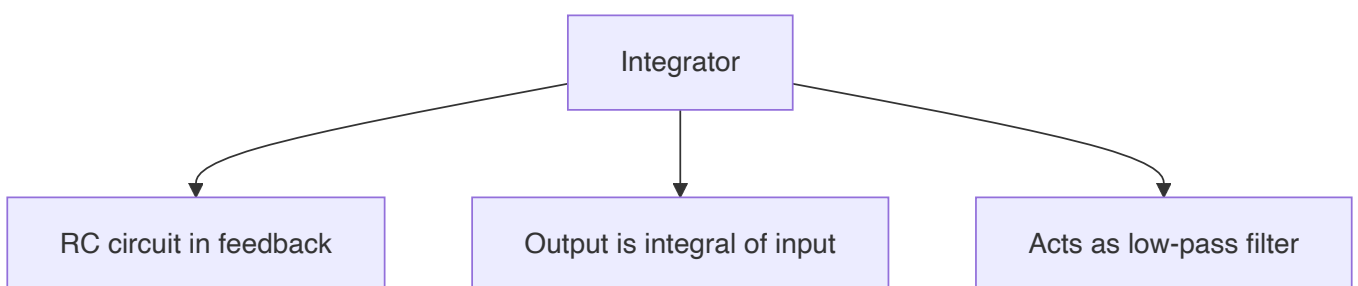 Integrator
RC circuit in feedback
Output is integral of input
Acts as low-pass filter